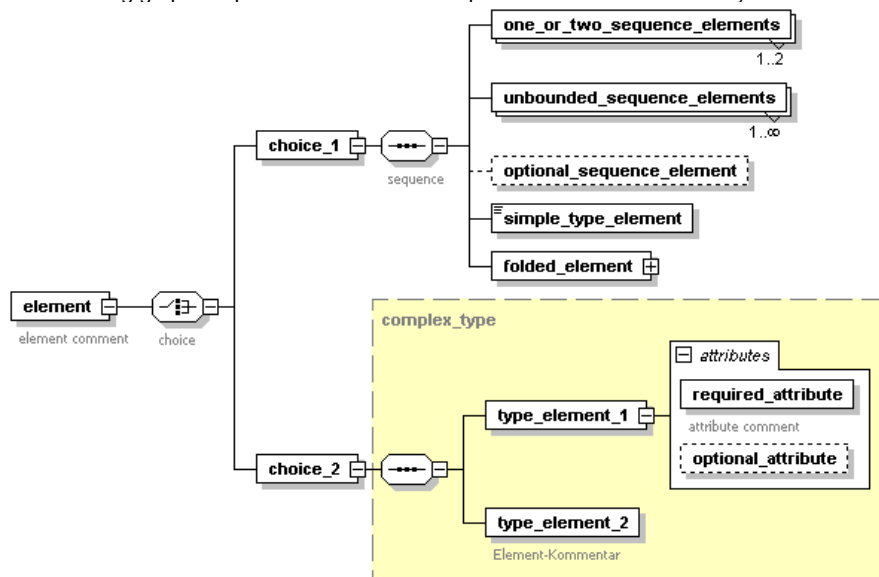 one_or_two_sequence_elements
1..2
unbounded_sequence_elements
1..∞
choice_1
sequence
optional_sequence_element
simple_type_element
folded_element
element
element comment
choice
complex_type
attributes
required_attribute
attribute comment
optional_attribute
type_element_1
choice_2
type_element_2
Element-Kommentar